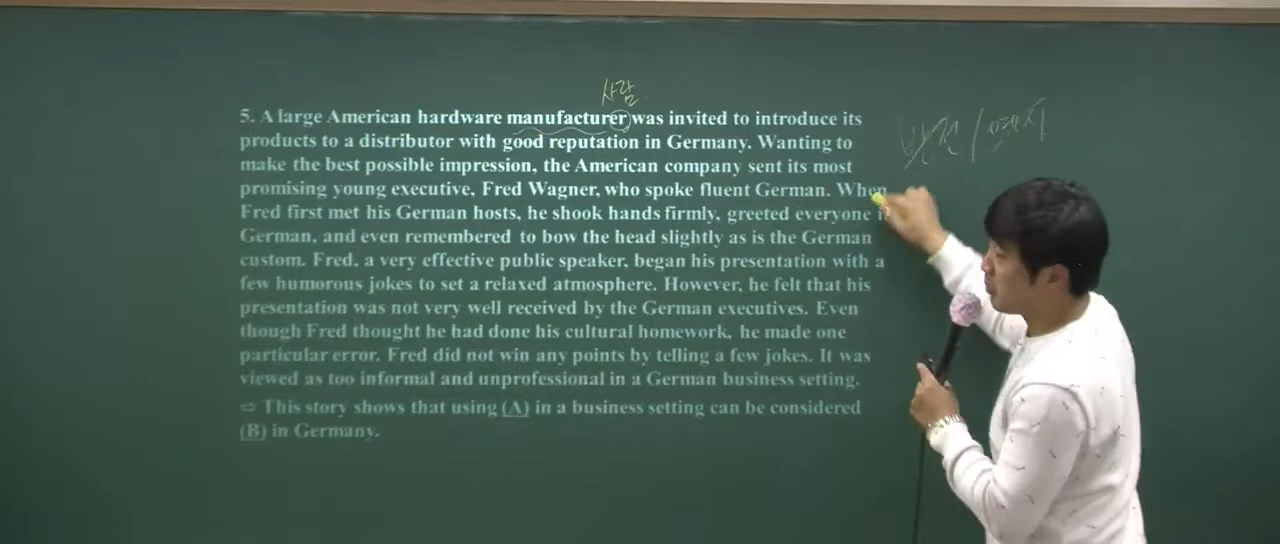 사람
5. A large American hardware manufacturer was invited to introduce its
products to a distributor with good reputation in Germany. Wanting to
make the best possible impression, the American company sent its most
promising young executive, Fred Wagner, who spoke fluent German. When
Fred first met his German hosts, he shook hands firmly, greeted everyone
German, and even remembered to bow the head slightly as is the German
custom. Fred, a very effective public speaker, began his presentation with a
few humorous jokes to set a relaxed atmosphere. However, he felt that his
presentation was not very well received by the German executives. Even
though Fred thought he had done his cultural homework, he made one
particular error. Fred did not win any points by telling a few jokes. It was
viewed as too informal and unprofessional in a German business setting.
⇨ This story shows that using (A) in a business setting can be considered
(B) in Germany.